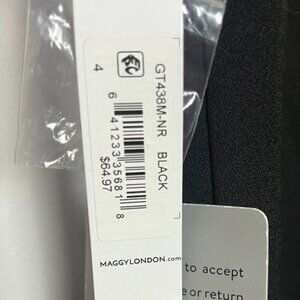 GT438M-NR BLACK
4
6 41233 35681 8
$64.97
MAGGYLONDON.com
to accept
e or return